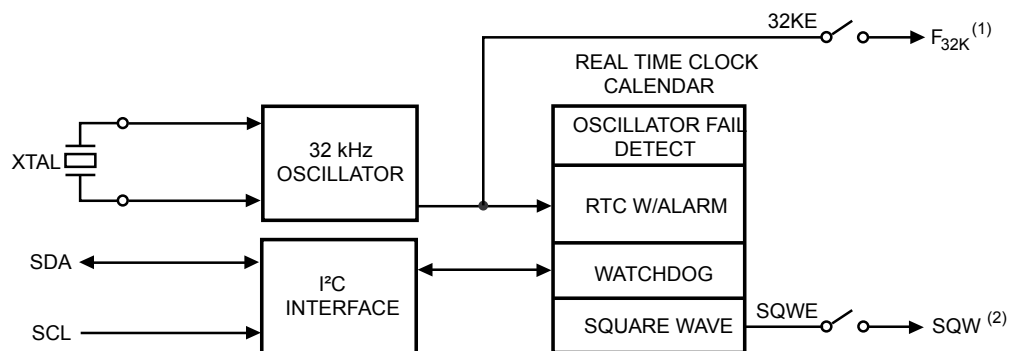 32KE
F32K (1)
REAL TIME CLOCK
CALENDAR
OSCILLATOR FAIL
DETECT
32 kHz
OSCILLATOR
XTAL
RTC W/ALARM
SDA
I²C
INTERFACE
WATCHDOG
SCL
SQUARE WAVE
SQWE
SQW (2)